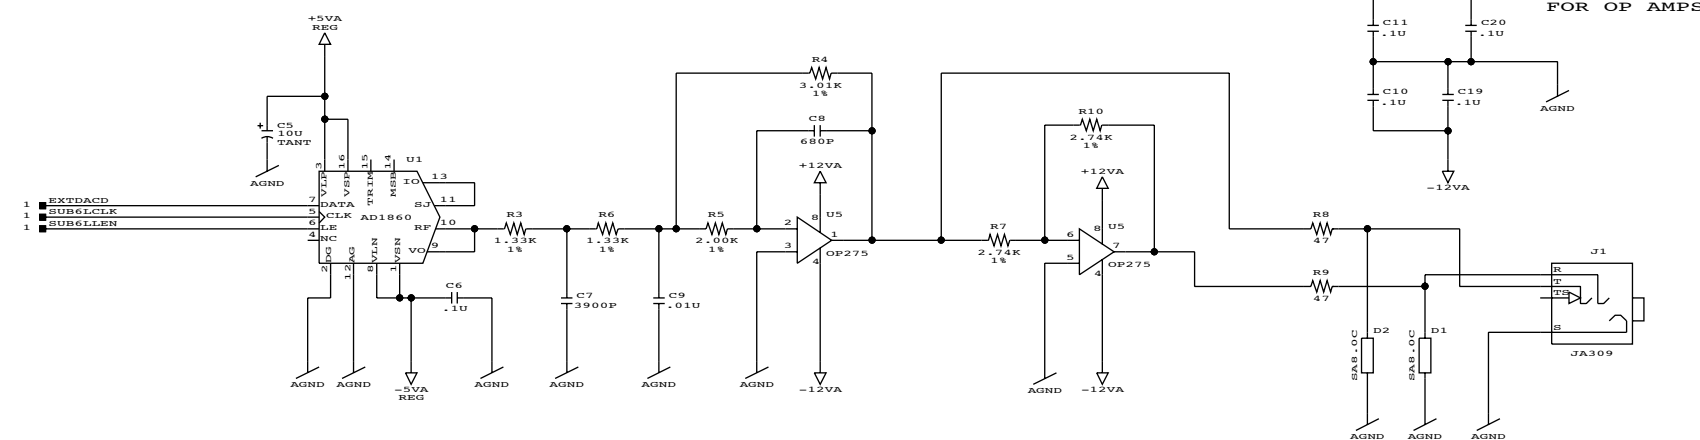 FOR OP AMPS
+5VA
REG
C11
.1U
C20
.1U
R4
3.01K
1%
C10
.1U
C19
.1U
AGND
C5
+
10U
TANT
C8
680P
R10
2.74K
1%
AGND
3
16
15
14
U1
+12VA
+12VA
-12VA
VLP
VSP
TRIM
MSB
IO
13
1
EXTDACD
7
DATA
SJ
11
1
SUB6LCLK
5
CLK
AD1860
1
SUB6LLEN
6
LE
RF
10
4
NC
VO
9
DG
AG
VLN
VSN
2
12
8
1
R3
1.33K
1%
R6
1.33K
1%
R5
2.00K
1%
2
3
8
U5
1
OP275
4
R7
2.74K
1%
6
5
8
U5
7
OP275
4
R8
47
R9
47
J1
R
T
TS
S
JA309
C6
.1U
C7
3900P
C9
.01U
D2
SA8.0C
D1
SA8.0C
AGND
AGND
-5VA
REG
AGND
AGND
AGND
AGND
-12VA
AGND
-12VA
AGND
AGND
AGND